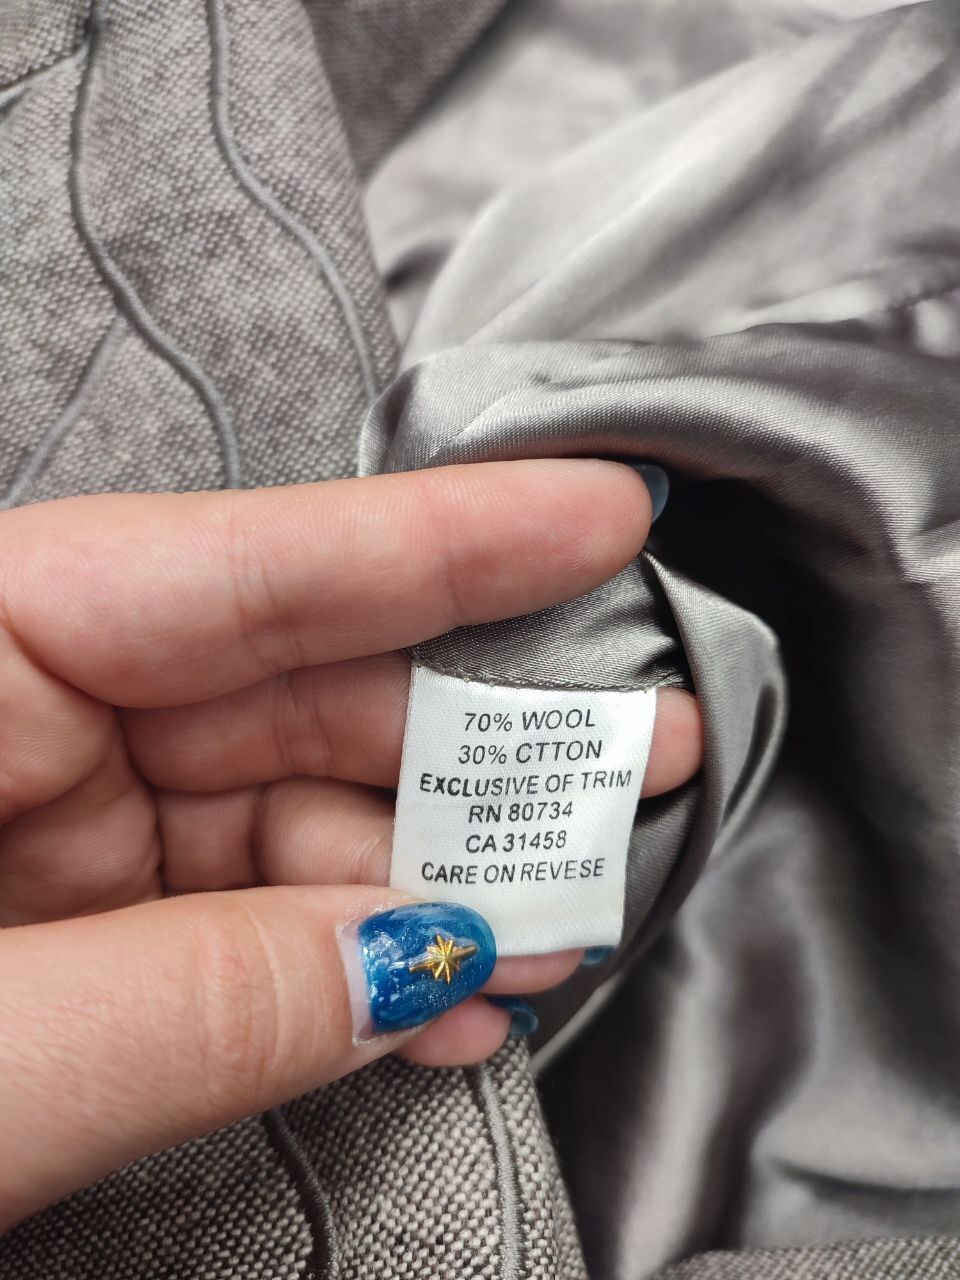 70% WOOL
30% CTTON
EXCLUSIVE OF TRIM
RN 80734
CA 31458
CARE ON REVESE